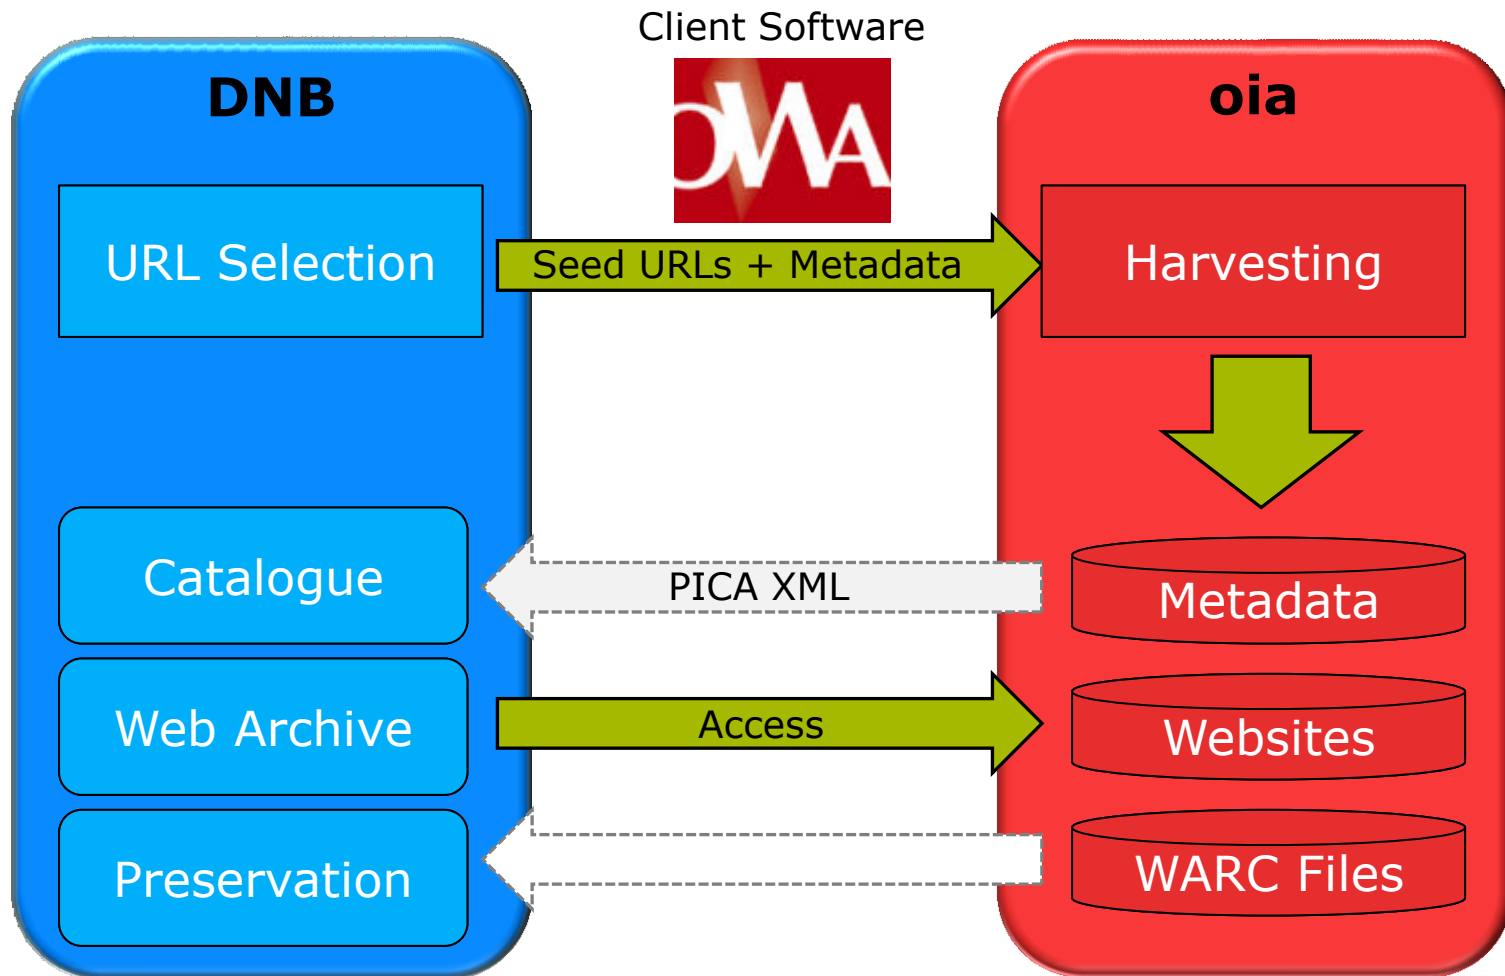 Client Software
DNB
OWA
oia
URL Selection
Seed URLs + Metadata
Harvesting
Catalogue
PICA XML
Metadata
Web Archive
Access
Websites
Preservation
WARC Files